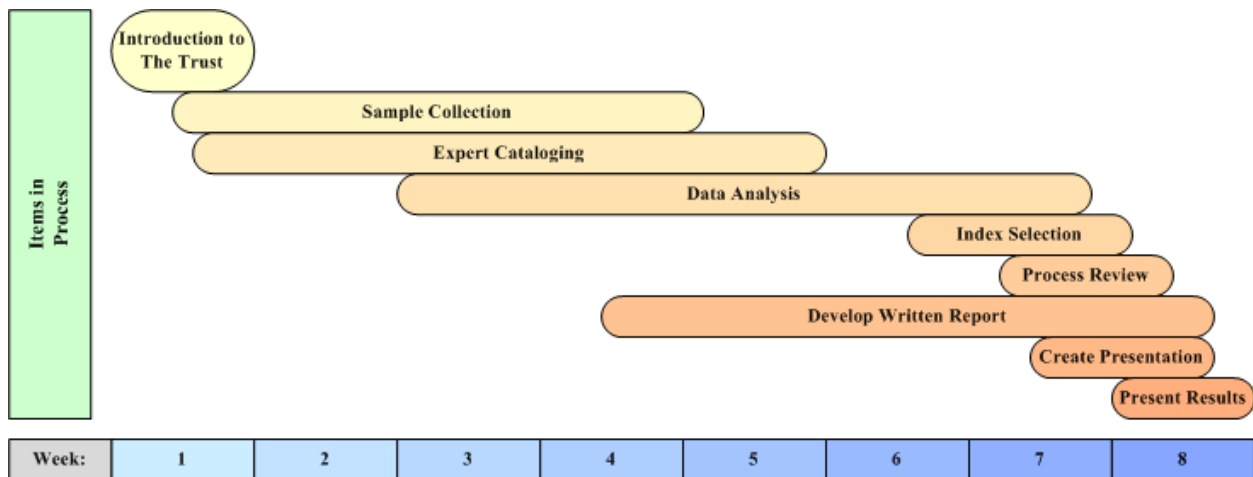 Introduction to
The Trust
Sample Collection
Expert Cataloging
Items in
Process
Data Analysis
Index Selection
Process Review
Develop Written Report
Create Presentation
Present Results
Week: 1 2 3 4 5 6 7 8